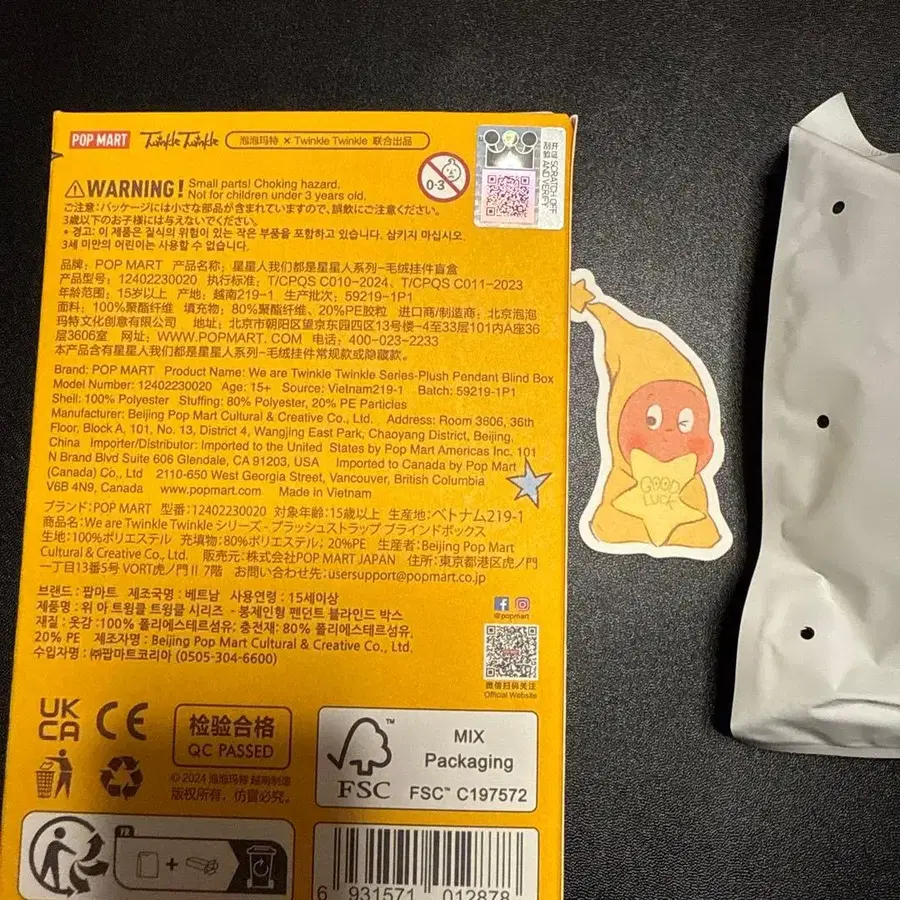 POP MART Twinkle Twinkle 泡泡玛特 × Twinkle Twinkle 联合出品
SCRATCH OFF
AND VERIFY
0-3
WARNING! Small parts! Choking hazard.
Not for children under 3 years old.
ご注意:パッケージには小さな部品が含まれていますので、誤飲にご注意ください。
3歳以下のお子様には与えないでください。
* 경고: 이 제품은 질식의 위험이 있는 작은 부품을 포함하고 있습니다. 삼키지 마십시오.
3세 미만의 어린이는 사용할 수 없습니다.
品牌：POP MART 产品名称：星星人我们都是星星人系列-毛绒挂件盲盒
产品型号：12402230020 执行标准：T/CPQS C010-2024、T/CPQS C011-2023
年龄范围：15岁以上 产地：越南219-1 生产批次：59219-1P1
面料：100%聚酯纤维 填充物：80%聚酯纤维、20%PE胶粒 进口商/制造商：北京泡泡
玛特文化创意有限公司 地址：北京市朝阳区望京东园四区13号楼-4至33层101内A座36
层3606室 网址：WWW.POPMART.COM 电话：400-023-2233
本产品含有星星人我们都是星星人系列-毛绒挂件常规款或隐藏款。
Brand: POP MART Product Name: We are Twinkle Twinkle Series-Plush Pendant Blind Box
Model Number: 12402230020 Age: 15+ Source: Vietnam219-1 Batch: 59219-1P1
Shell: 100% Polyester Stuffing: 80% Polyester, 20% PE Particles
Manufacturer: Beijing Pop Mart Cultural & Creative Co., Ltd. Address: Room 3606, 36th
Floor, Block A, 101, No. 13, District 4, Wangjing East Park, Chaoyang District, Beijing,
China Importer/Distributor: Imported to the United States by Pop Mart Americas Inc. 101
N Brand Blvd Suite 606 Glendale, CA 91203, USA Imported to Canada by Pop Mart
(Canada) Co., Ltd 2110-650 West Georgia Street, Vancouver, British Columbia
V6B 4N9, Canada www.popmart.com Made in Vietnam
ブランド：POP MART 型番：12402230020 対象年齢：15歳以上 生産地：ベトナム219-1
商品名：We are Twinkle Twinkle シリーズ - プラッシュストラップ ブラインドボックス
生地：100%ポリエステル 充填物：80%ポリエステル；20%PE 生産者：Beijing Pop Mart
Cultural & Creative Co., Ltd. 販売元：株式会社POP MART JAPAN 住所：東京都港区虎ノ門
一丁目13番5号 VORT虎ノ門Ⅱ 7階 お問い合わせ先：usersupport@popmart.co.jp
브랜드 : 팝마트 제조국명 : 베트남 사용연령 : 15세이상
제품명 : 위 아 트윙클 트윙클 시리즈 - 봉제인형 펜던트 블라인드 박스
재질 : 옷감: 100% 폴리에스테르섬유; 충전재: 80% 폴리에스테르섬유,
20% PE 제조자명 : Beijing Pop Mart Cultural & Creative Co., Ltd.
수입자명 : ㈜팝마트코리아 (0505-304-6600)
@popmart
微信扫码关注
Official Website
GOOD
LUCK
UK
CA CE
检验合格
QC PASSED
© 2024 泡泡玛特 越南制造
版权所有，仿冒必究。
FSC™
MIX
Packaging
FSC™ C197572
FR
+
6 931571 012878